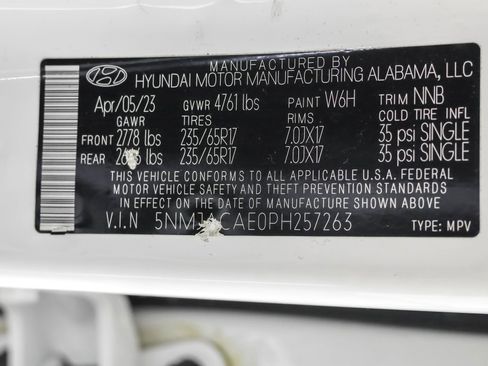 MANUFACTURED BY
HYUNDAI MOTOR MANUFACTURING ALABAMA, LLC
Apr/05/23 GVWR 4761 lbs PAINT W6H TRIM NNB
GAWR TIRES RIMS COLD TIRE INFL
FRONT 2778 lbs 235/65R17 7.0JX17 35 psi SINGLE
REAR lbs 235/65R17 7.0JX17 35 psi SINGLE
THIS VEHICLE CONFORMS TO ALL APPLICABLE U.S.A. FEDERAL
MOTOR VEHICLE SAFETY AND THEFT PREVENTION STANDARDS
IN EFFECT ON THE DATE OF MANUFACTURE SHOWN ABOVE.
V.I.N TYPE: MPV